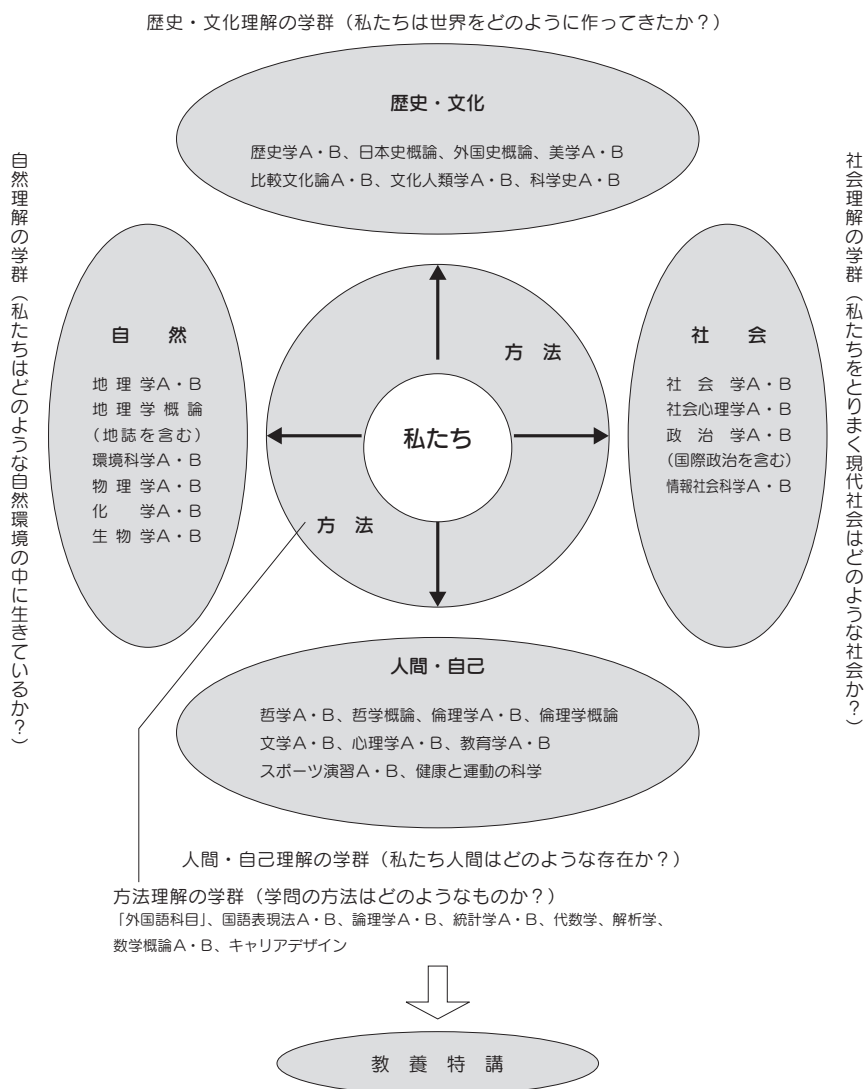 歴史・文化理解の学群（私たちは世界をどのように作ってきたか？）
歴史・文化
歴史学A・B、日本史概論、外国史概論、美学A・B
比較文化論A・B、文化人類学A・B、科学史A・B
自然理解の学群（私たちはどのような自然環境の中に生きているか？）
自　然
地理学A・B
地理学概論
（地誌を含む）
環境科学A・B
物理学A・B
化　学A・B
生物学A・B
方　法
私たち
方　法
社　会
社会学A・B
社会心理学A・B
政治学A・B
（国際政治を含む）
情報社会科学A・B
社会理解の学群（私たちをとりまく現代社会はどのような社会か？）
人間・自己
哲学A・B、哲学概論、倫理学A・B、倫理学概論
文学A・B、心理学A・B、教育学A・B
スポーツ演習A・B、健康と運動の科学
人間・自己理解の学群（私たち人間はどのような存在か？）
方法理解の学群（学問の方法はどのようなものか？）
「外国語科目」、国語表現法A・B、論理学A・B、統計学A・B、代数学、解析学、
数学概論A・B、キャリアデザイン
教　養　特　講